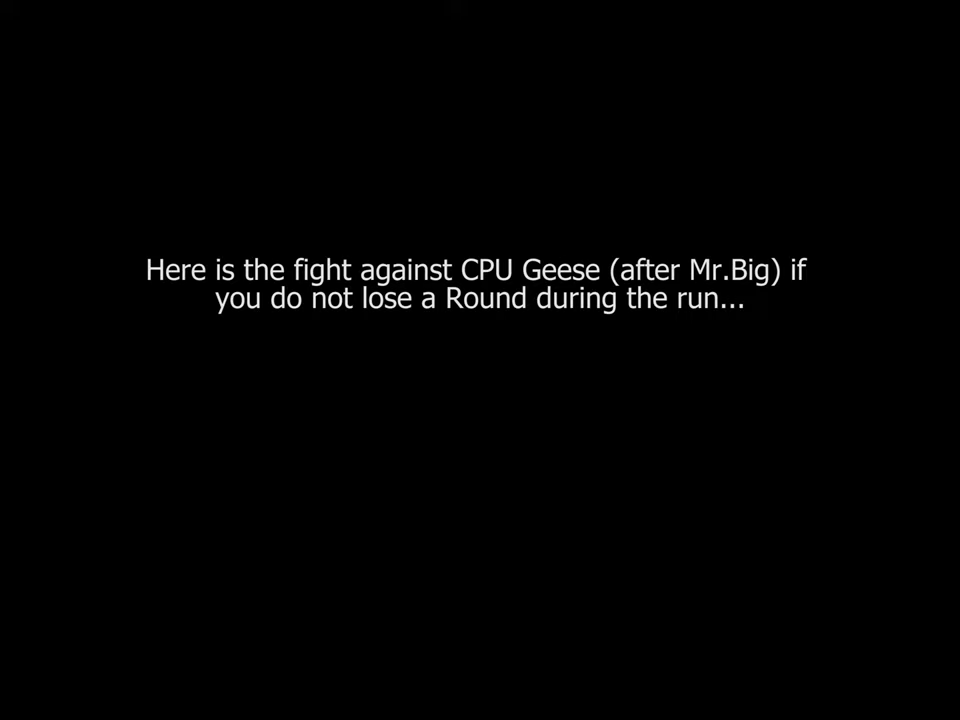 Here is the fight against CPU Geese (after Mr.Big) if
you do not lose a Round during the run...